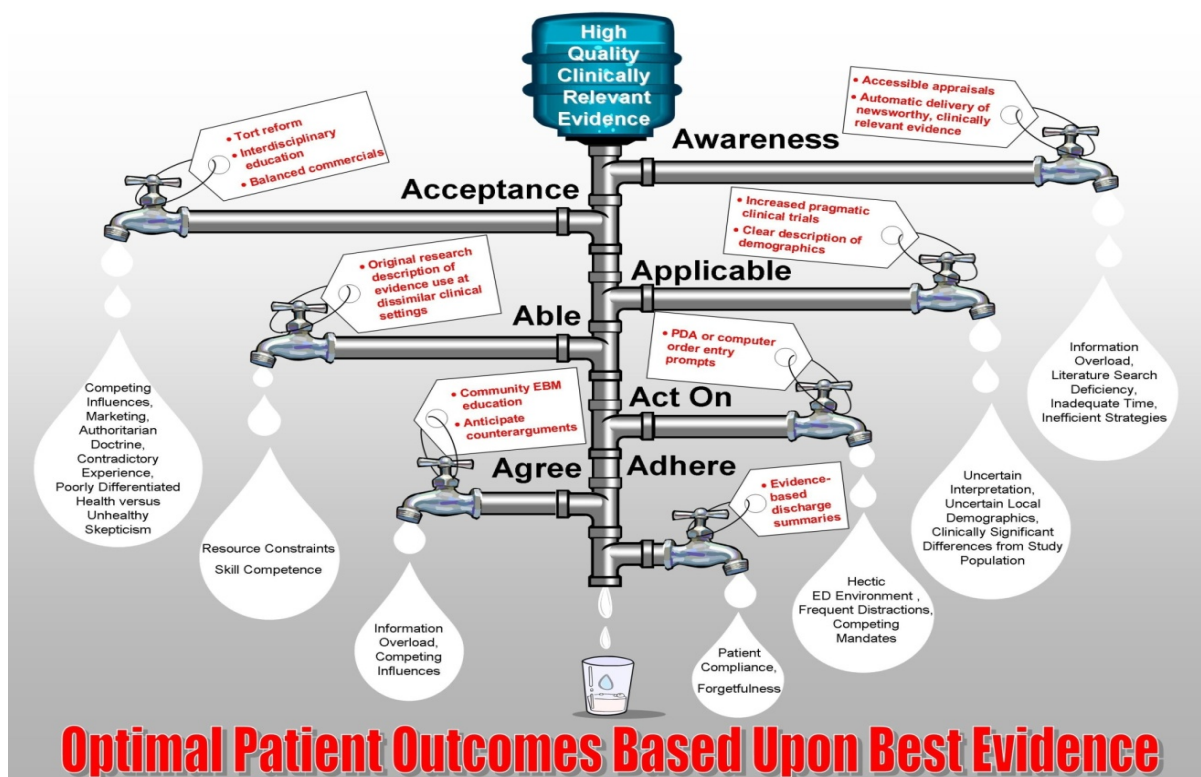 High
Quality
Clinically
Relevant
Evidence
Awareness
• Accessible appraisals
• Automatic delivery of
newsworthy, clinically
relevant evidence
Information
Overload,
Literature Search
Deficiency,
Inadequate Time,
Inefficient Strategies
Acceptance
• Tort reform
• Interdisciplinary
education
• Balanced commercials
Competing
Influences,
Marketing,
Authoritarian
Doctrine,
Contradictory
Experience,
Poorly Differentiated
Health versus
Unhealthy
Skepticism
Applicable
• Increased pragmatic
clinical trials
• Clear description of
demographics
Uncertain
Interpretation,
Uncertain Local
Demographics,
Clinically Significant
Differences from Study
Population
Able
• Original research
description of
evidence use at
dissimilar clinical
settings
Resource Constraints
Skill Competence
Act On
• PDA or computer
order entry
prompts
Hectic
ED Environment ,
Frequent Distractions,
Competing
Mandates
Agree
• Community EBM
education
• Anticipate
counterarguments
Information
Overload,
Competing
Influences
Adhere
• Evidence-
based
discharge
summaries
Patient
Compliance,
Forgetfulness
Optimal Patient Outcomes Based Upon Best Evidence